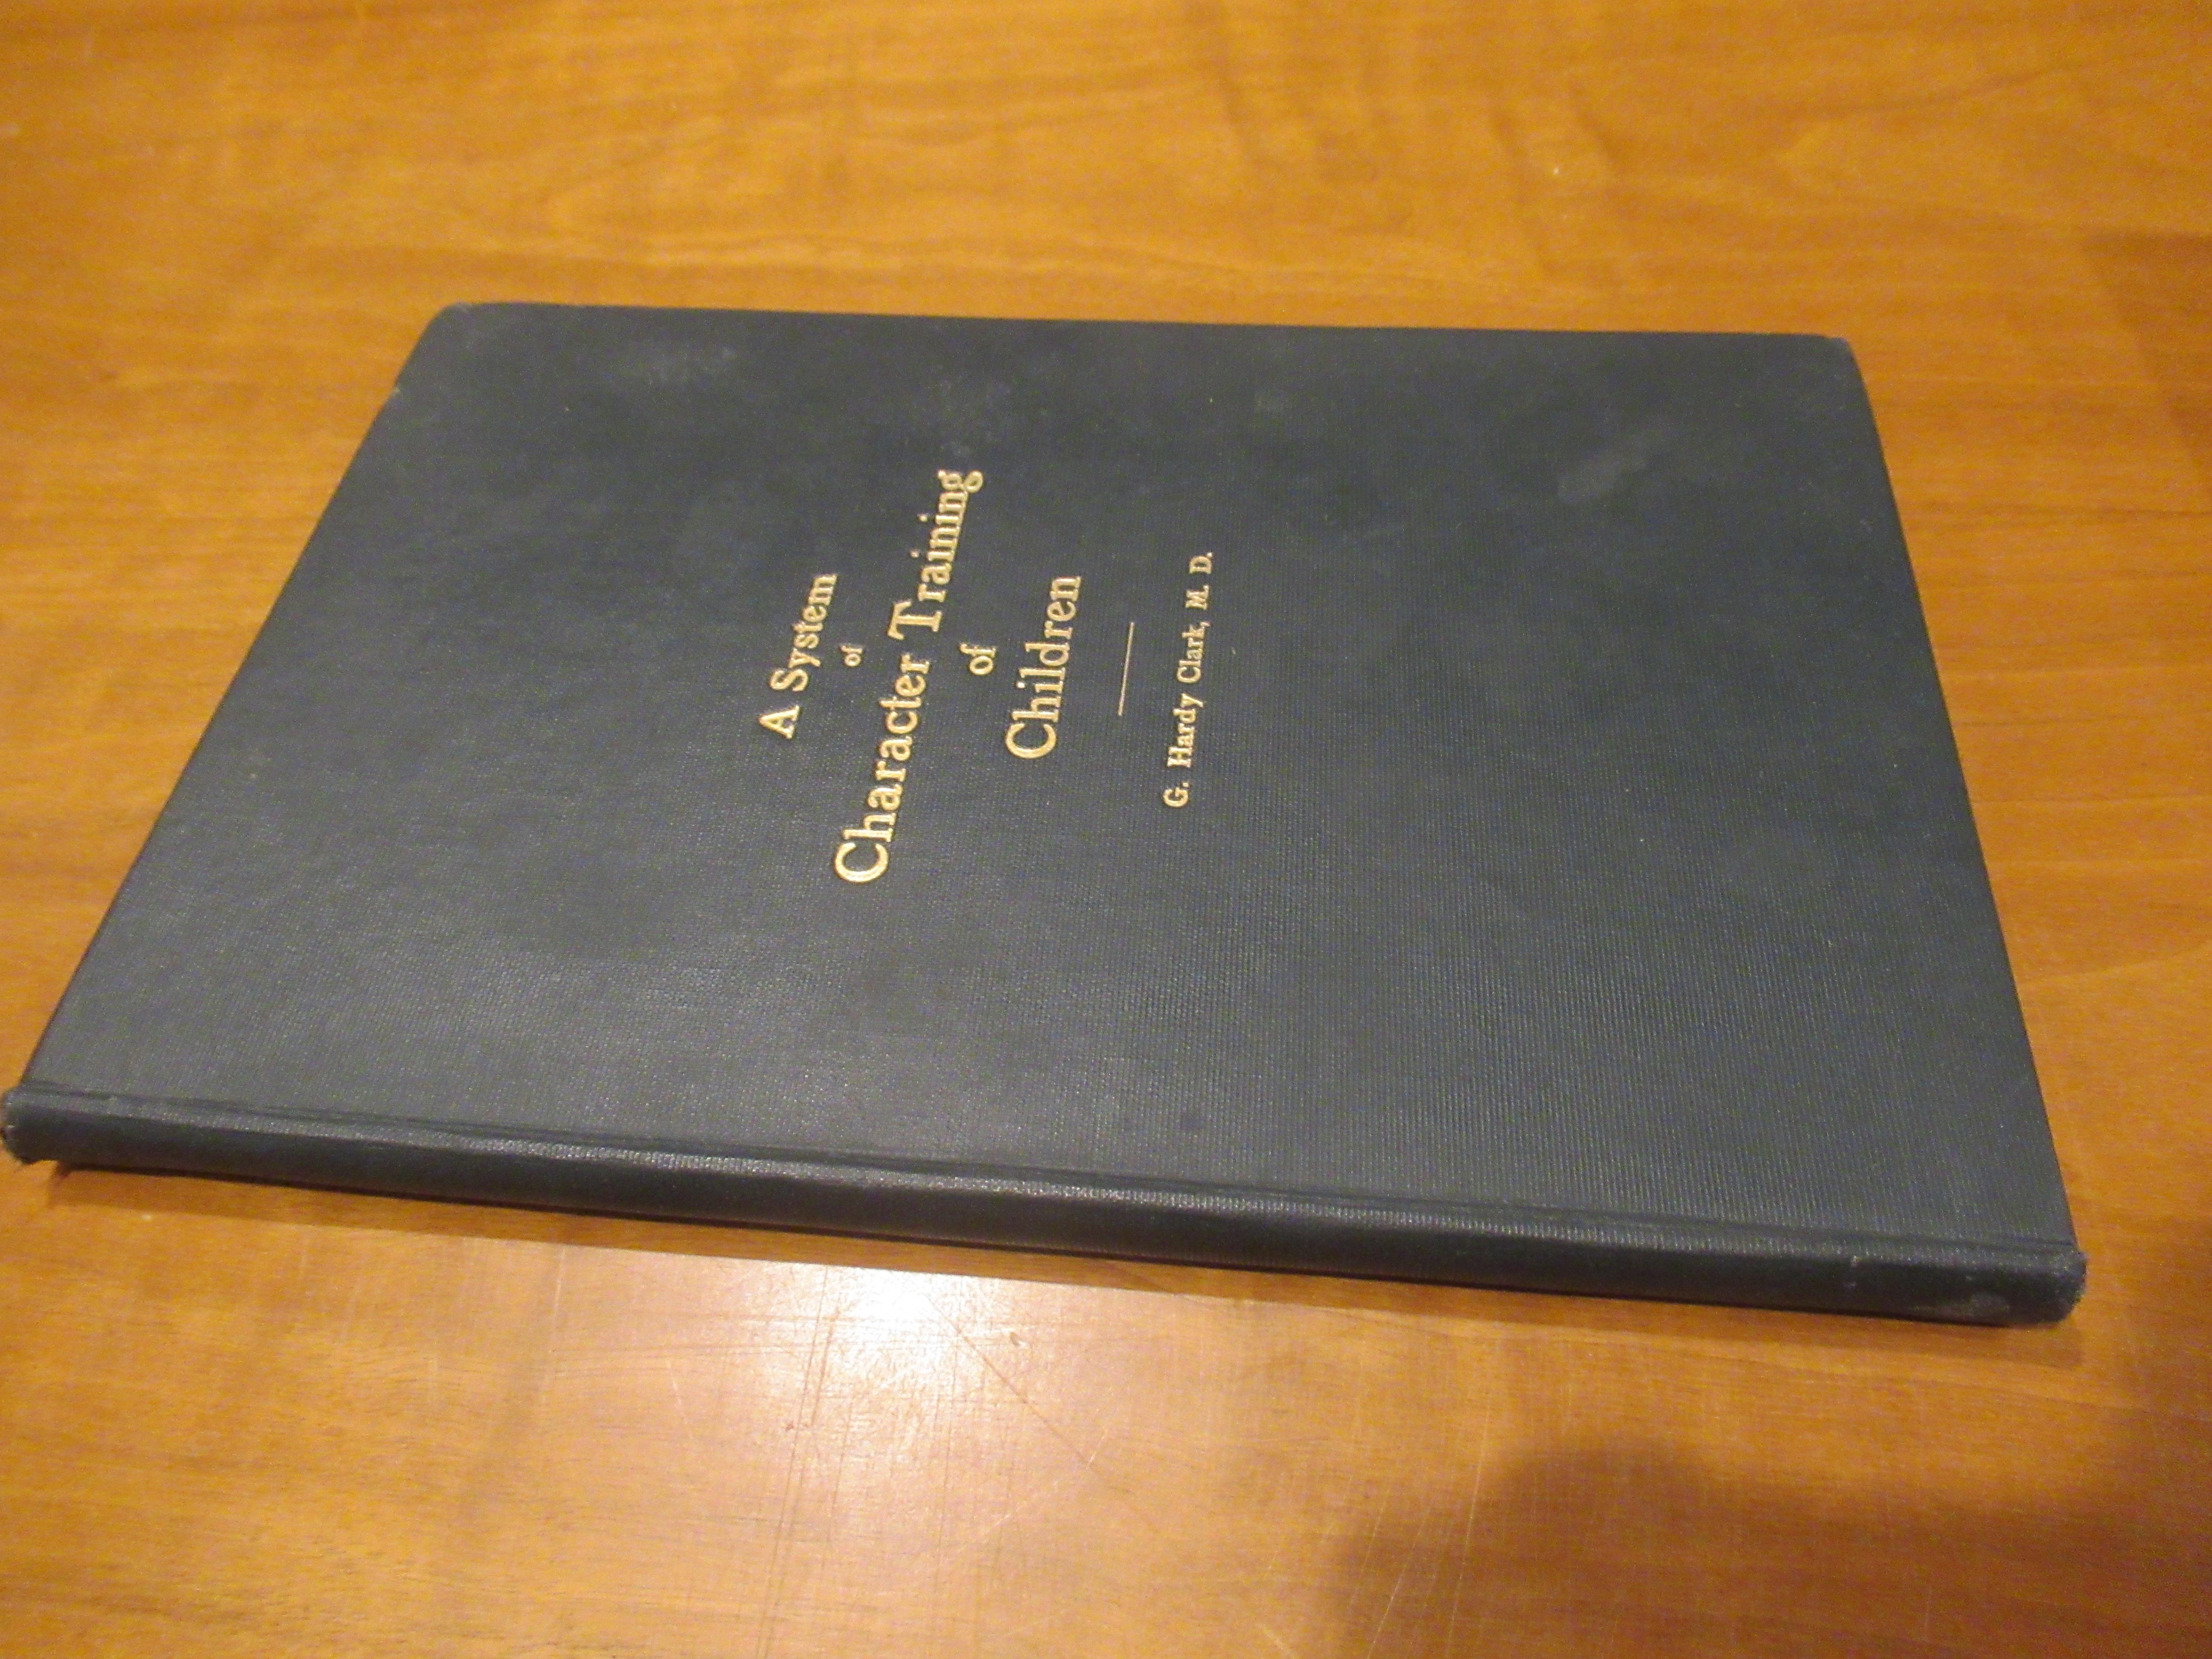 A System
of
Character Training
of
Children
G. Hardy Clark, M. D.